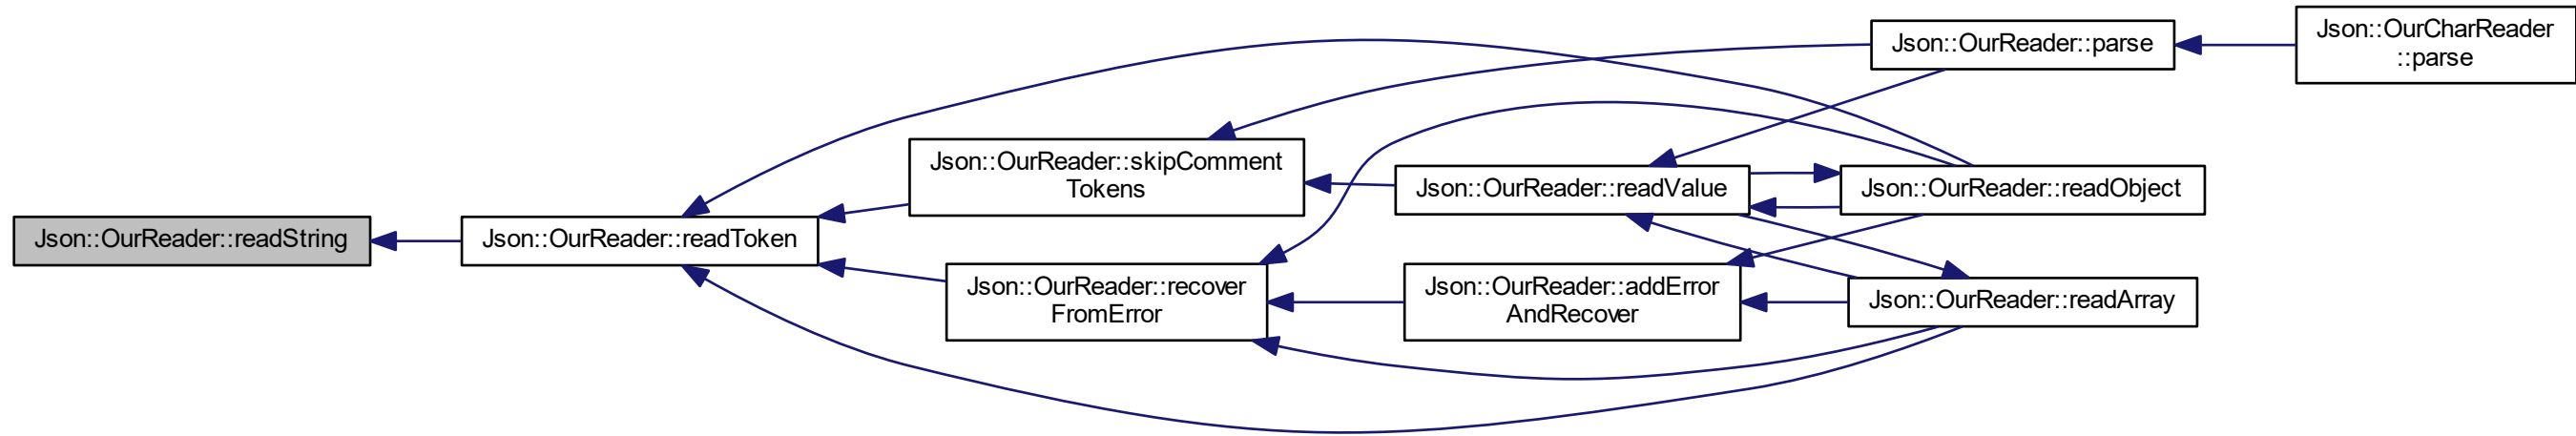 Json::OurReader::readString
Json::OurReader::readToken
Json::OurReader::skipComment
Tokens
Json::OurReader::recover
FromError
Json::OurReader::readValue
Json::OurReader::addError
AndRecover
Json::OurReader::parse
Json::OurReader::readObject
Json::OurReader::readArray
Json::OurCharReader
::parse